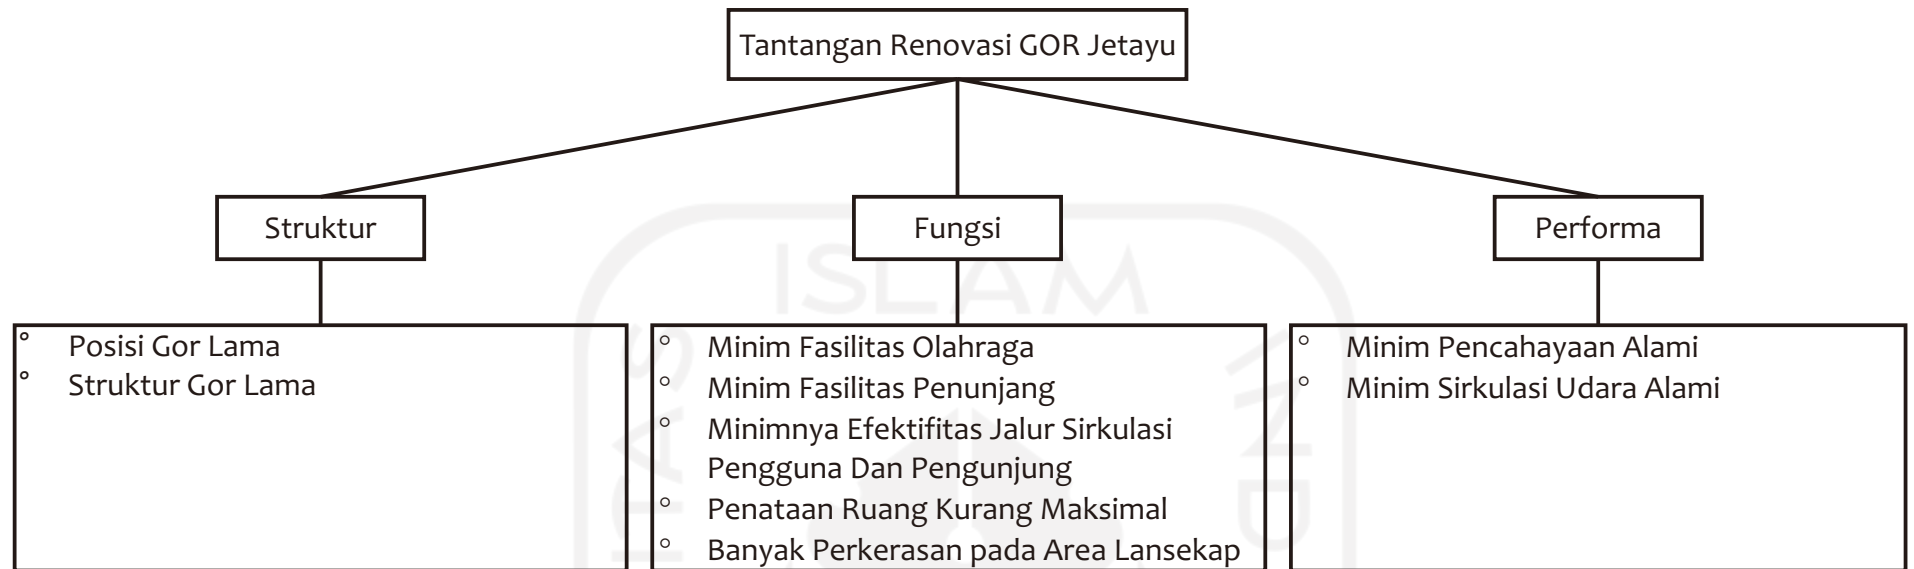 Tantangan Renovasi GOR Jetayu
Struktur
Fungsi
Performa
° Posisi Gor Lama
° Struktur Gor Lama
° Minim Fasilitas Olahraga
° Minim Fasilitas Penunjang
° Minimnya Efektifitas Jalur Sirkulasi
Pengguna Dan Pengunjung
° Penataan Ruang Kurang Maksimal
° Banyak Perkerasan pada Area Lansekap
° Minim Pencahayaan Alami
° Minim Sirkulasi Udara Alami
ISLAM